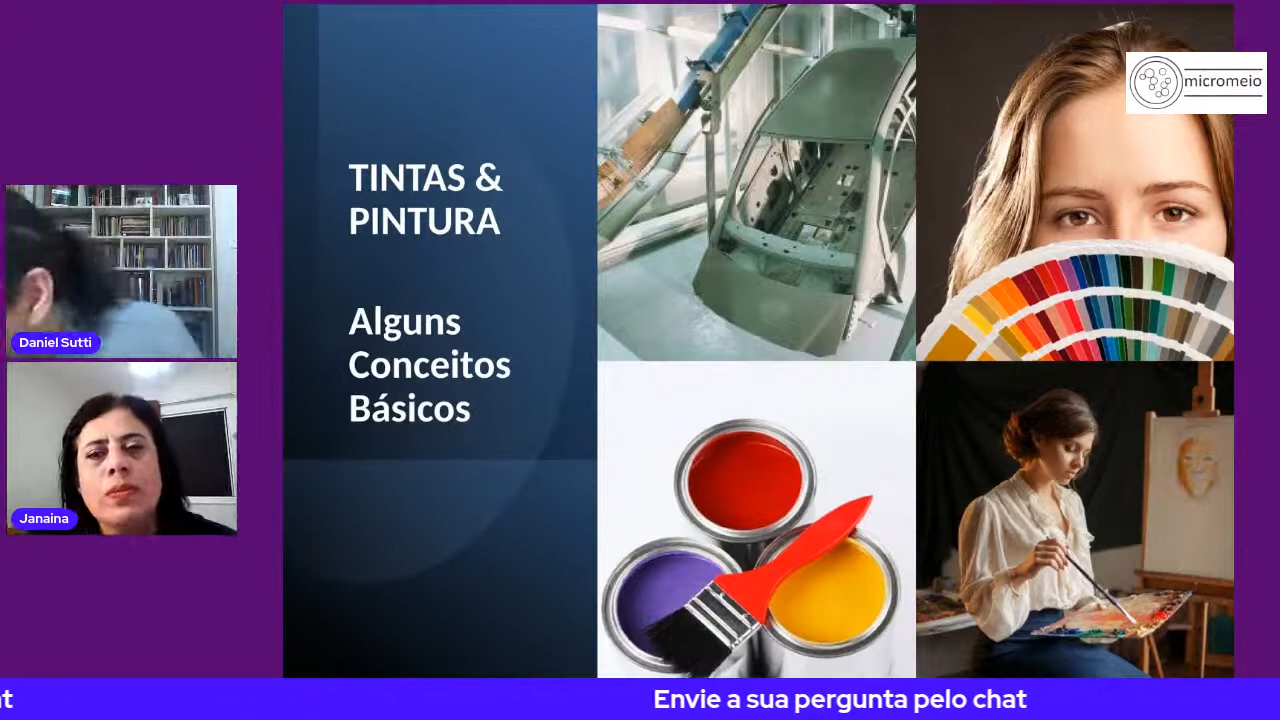 TINTAS &
PINTURA
Alguns
Conceitos
Básicos
micromeio
Daniel Sutti
Janaina
Envie a sua pergunta pelo chat